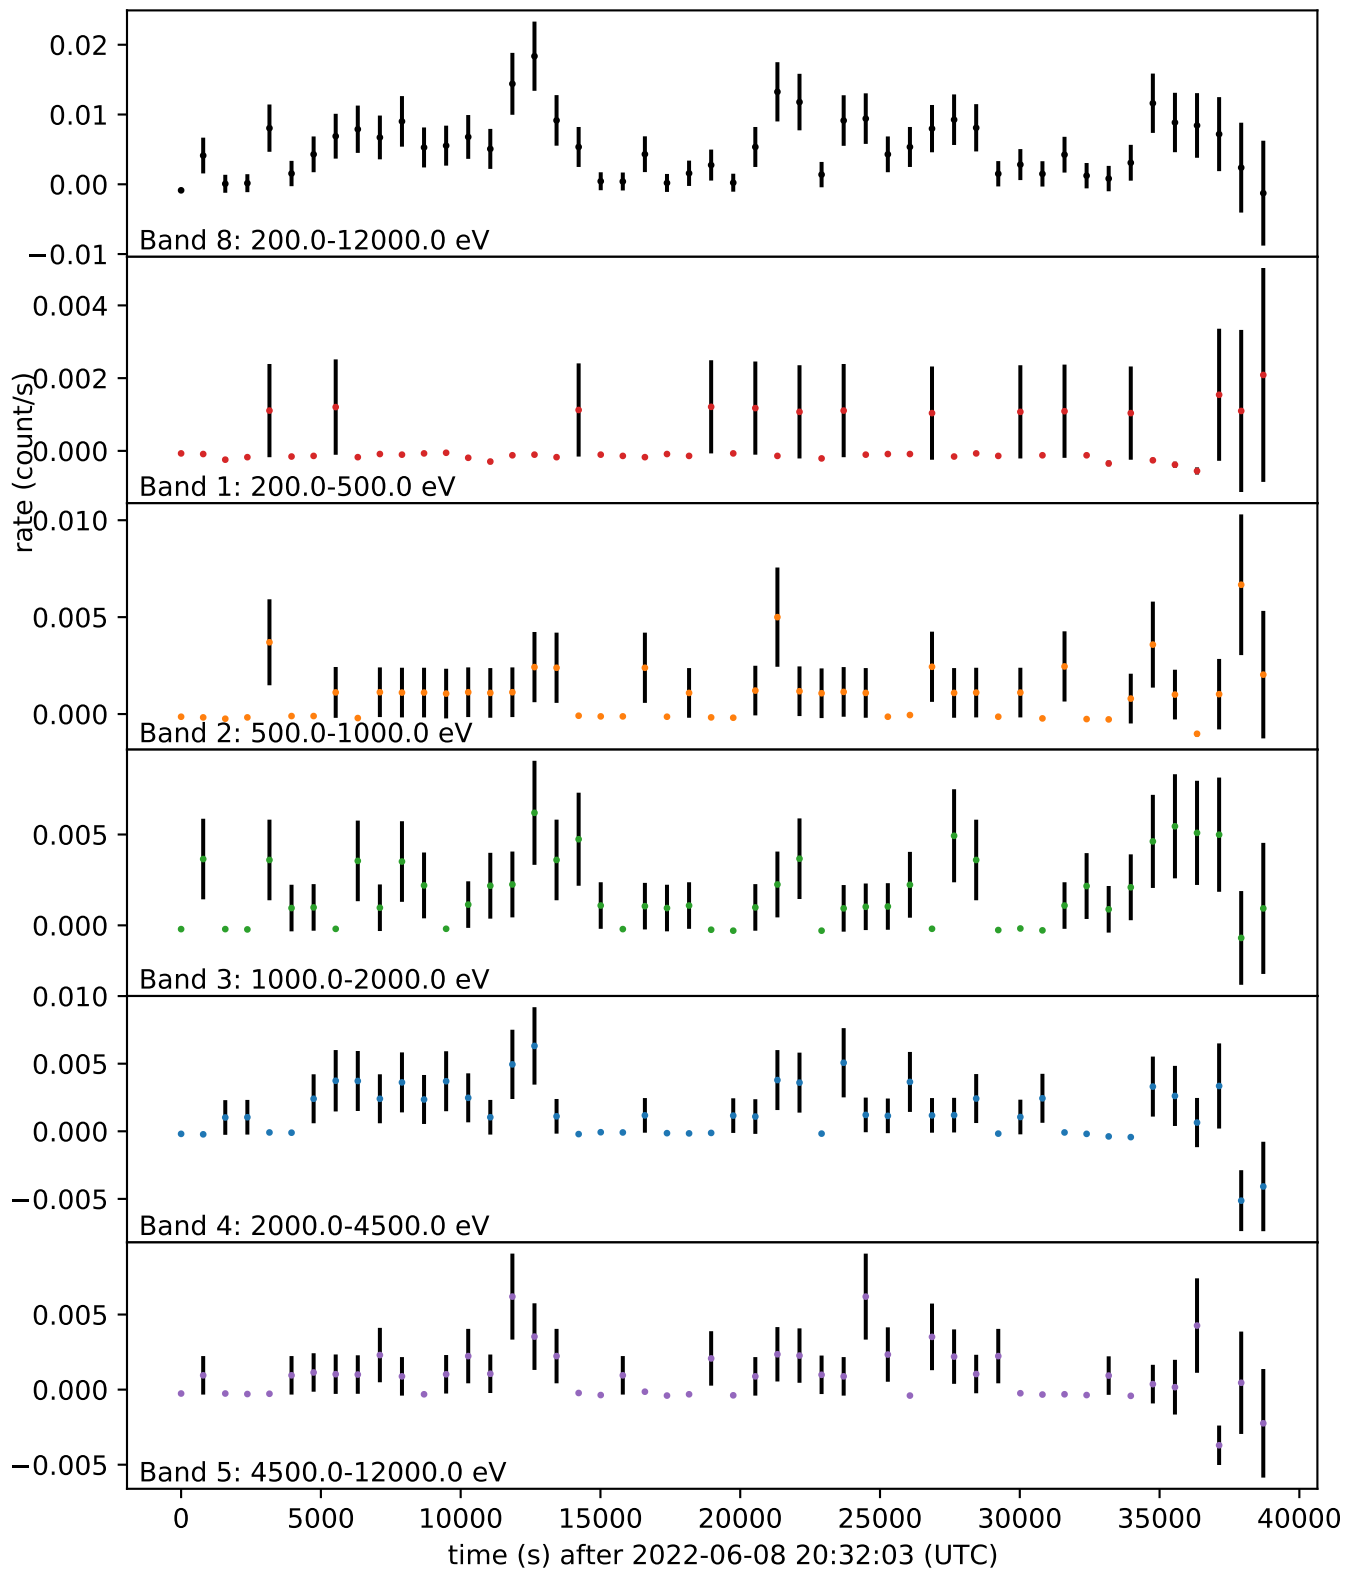 0.02
0.01
0.00
−0.01
Band 8: 200.0-12000.0 eV
0.004
0.002
0.000
Band 1: 200.0-500.0 eV
rate (count/s)
0.010
0.005
0.000
Band 2: 500.0-1000.0 eV
0.005
0.000
Band 3: 1000.0-2000.0 eV
0.010
0.005
0.000
−0.005
Band 4: 2000.0-4500.0 eV
0.005
0.000
−0.005
Band 5: 4500.0-12000.0 eV
0 5000 10000 15000 20000 25000 30000 35000 40000
time (s) after 2022-06-08 20:32:03 (UTC)